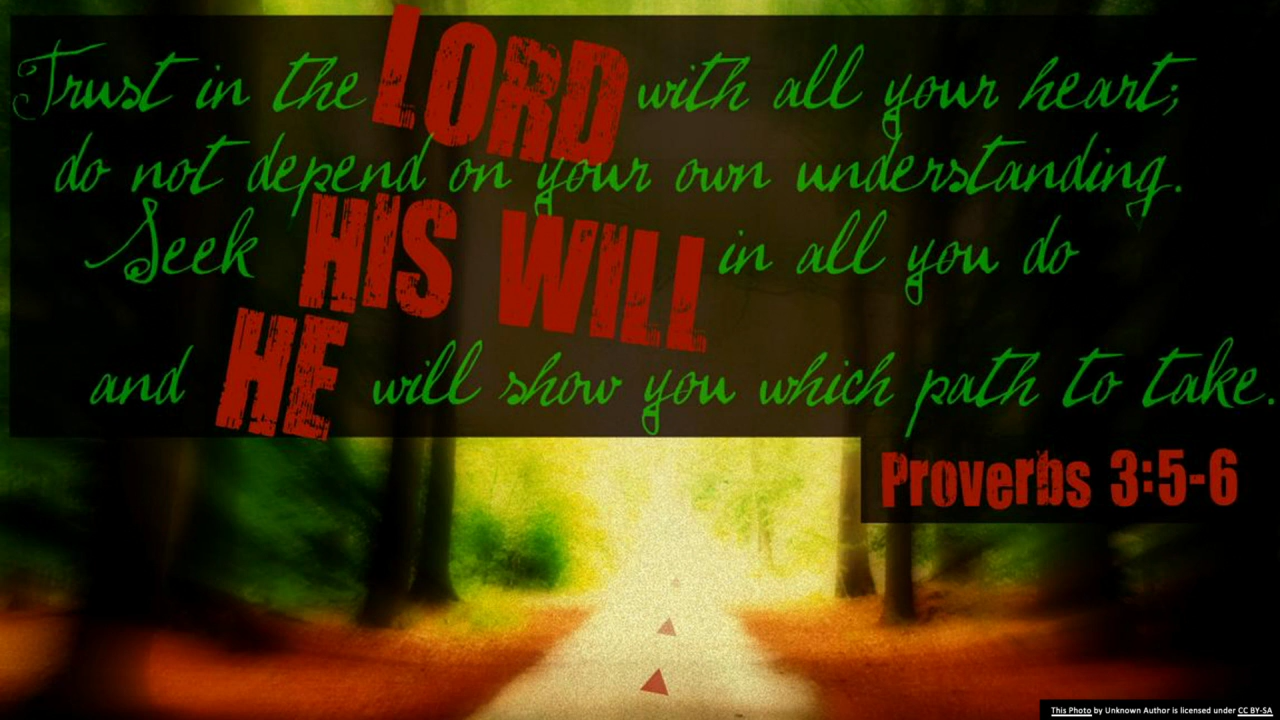 Trust in the LORD with all your heart;
do not depend on your own understanding.
Seek HIS WILL in all you do
and HE will show you which path to take.
Proverbs 3:5-6
This Photo by Unknown Author is licensed under CC BY-SA